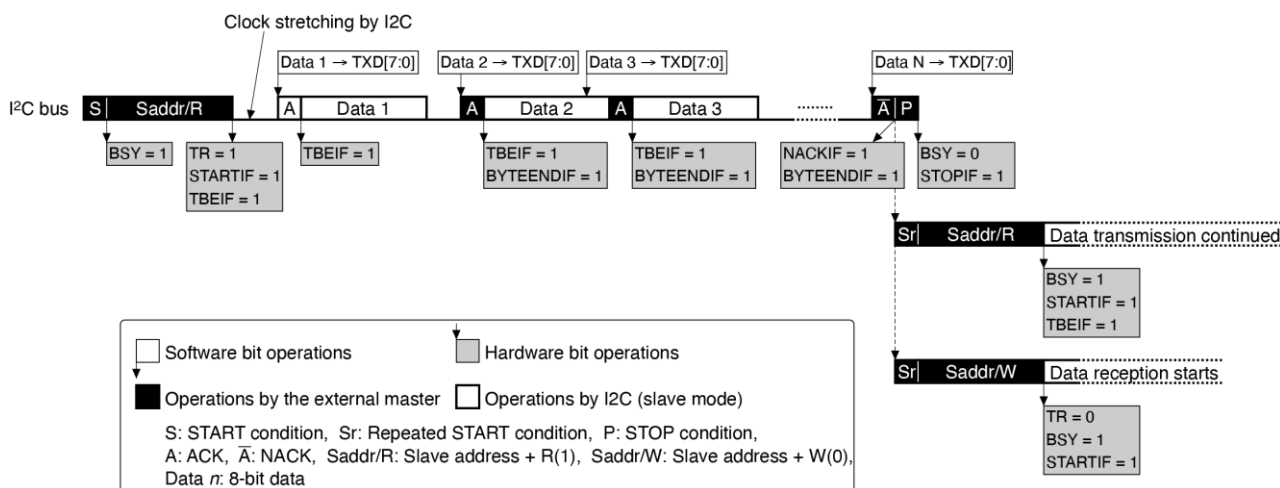 Clock stretching by I2C
Data 1 → TXD[7:0]
Data 2 → TXD[7:0]
Data 3 → TXD[7:0]
Data N → TXD[7:0]
I²C bus
S Saddr/R
A Data 1
A Data 2
A Data 3
A̅ P
BSY = 1
TR = 1
STARTIF = 1
TBEIF = 1
TBEIF = 1
TBEIF = 1
BYTEENDIF = 1
TBEIF = 1
BYTEENDIF = 1
NACKIF = 1
BYTEENDIF = 1
BSY = 0
STOPIF = 1
Sr Saddr/R Data transmission continued
BSY = 1
STARTIF = 1
TBEIF = 1
Sr Saddr/W Data reception starts
TR = 0
BSY = 1
STARTIF = 1
Software bit operations
Hardware bit operations
Operations by the external master
Operations by I2C (slave mode)
S: START condition, Sr: Repeated START condition, P: STOP condition,
A: ACK, A̅: NACK, Saddr/R: Slave address + R(1), Saddr/W: Slave address + W(0),
Data n: 8-bit data